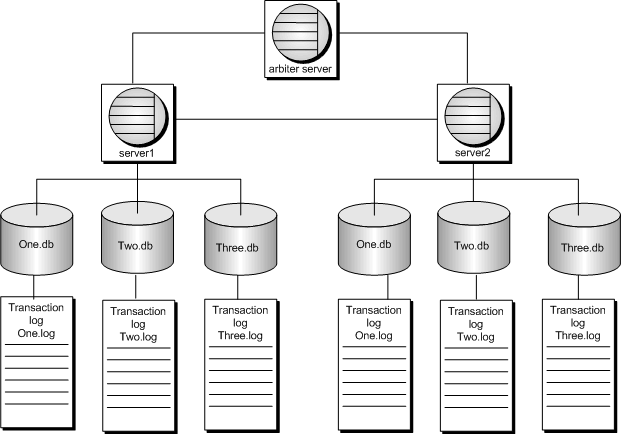 arbiter server
server1
server2
One.db
Two.db
Three.db
One.db
Two.db
Three.db
Transaction
log
One.log
Transaction
log
Two.log
Transaction
log
Three.log
Transaction
log
One.log
Transaction
log
Two.log
Transaction
log
Three.log